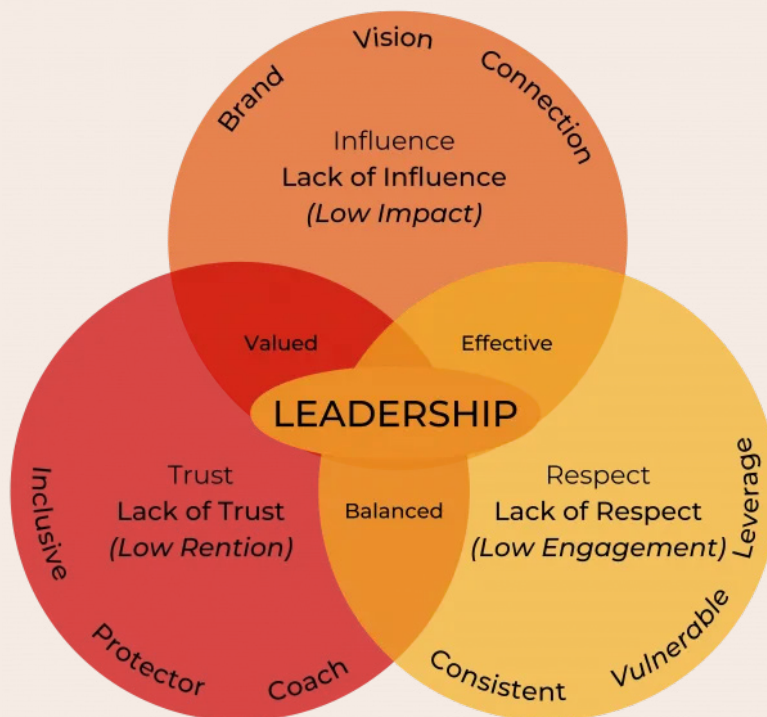 Brand
Vision
Connection
Influence
Lack of Influence
(Low Impact)
Valued
Effective
LEADERSHIP
Balanced
Trust
Lack of Trust
(Low Rention)
Inclusive
Protector
Coach
Respect
Lack of Respect
(Low Engagement)
Leverage
Vulnerable
Consistent